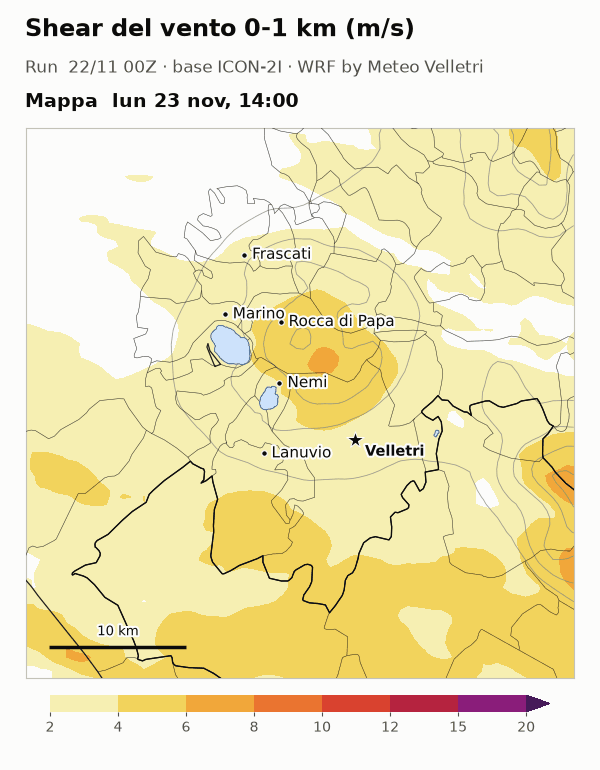 Shear del vento 0-1 km (m/s)
Run  22/11 00Z · base ICON-2I · WRF by Meteo Velletri
Mappa  lun 23 nov, 14:00
Frascati
Marino
Rocca di Papa
Nemi
Velletri
Lanuvio
10 km
2 4 6 8 10 12 15 20